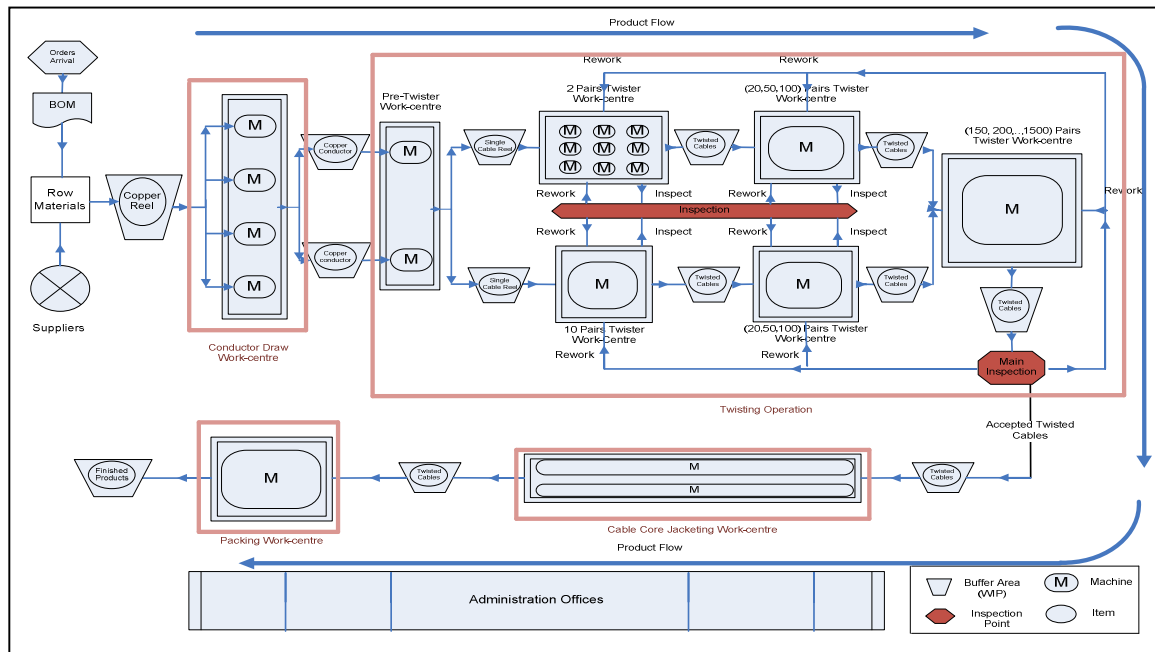 Product Flow
Orders
Arrival
BOM
Row
Materials
Suppliers
Copper
Reel
M
M
M
M
Conductor Draw
Work-centre
Copper
Conductor
Copper
conductor
Pre-Twister
Work-centre
M
M
Single
Cable Reel
Single
Cable Reel
Rework
2 Pairs Twister
Work-centre
M M M
M M M
M M M
Twisted
Cables
Rework
(20,50,100) Pairs Twister
Work-centre
M
Twisted
Cables
(150, 200,..,1500) Pairs
Twister Work-centre
M
Rework
Rework
Inspect
Rework
Inspect
Inspection
Rework
Inspect
Rework
Inspect
M
Twisted
Cables
M
Twisted
Cables
Twisted
Cables
10 Pairs Twister
Work-Centre
Rework
(20,50,100) Pairs Twister
Work-centre
Rework
Main
Inspection
Twisting Operation
Accepted Twisted
Cables
Finished
Products
M
Packing Work-centre
Twisted
Cables
M
M
Cable Core Jacketing Work-centre
Twisted
Cables
Product Flow
Administration Offices
Buffer Area
(WIP)
M
Machine
Inspection
Point
Item